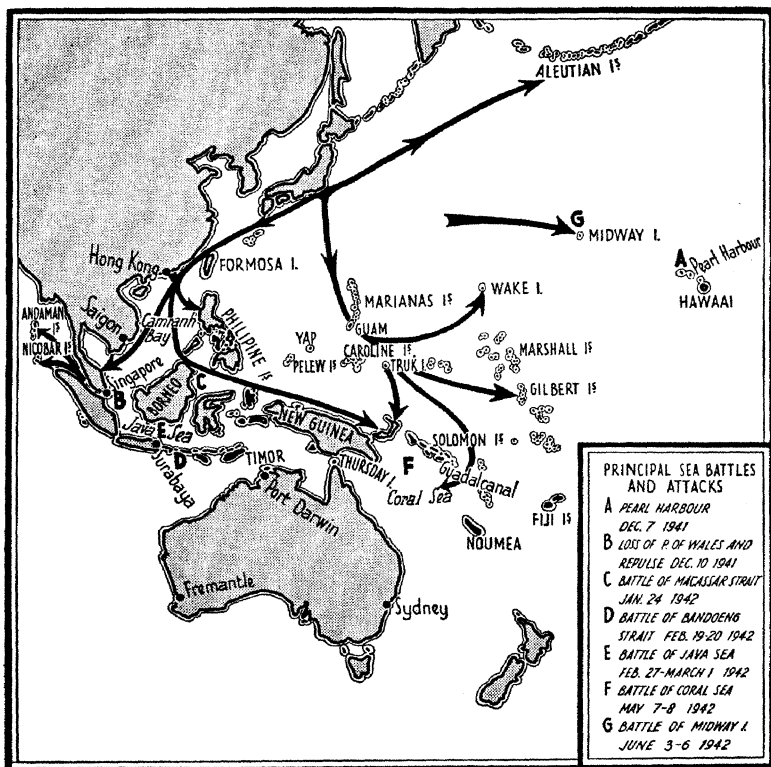 ALEUTIAN Iˢ
G
MIDWAY I.
A
Pearl Harbour
HAWAAI
Hong Kong
FORMOSA I.
MARIANAS Iˢ
WAKE I.
GUAM
ANDAMAN
Iˢ
NICOBAR Iˢ
Saigon
Camranh
Bay
PHILIPINE Iˢ
YAP
PELEW Iˢ
CAROLINE Iˢ
TRUK I.
MARSHALL Iˢ
GILBERT Iˢ
Singapore
B
BORNEO
C
Java Sea
E
D
Surabaya
TIMOR
NEW GUINEA
THURSDAY I.
Port Darwin
SOLOMON Iˢ
F
Guadalcanal
Coral Sea
FIJI Iˢ
NOUMEA
Fremantle
Sydney
PRINCIPAL SEA BATTLES
AND ATTACKS
A PEARL HARBOUR
DEC. 7 1941
B LOSS OF P. OF WALES AND
REPULSE DEC. 10 1941
C BATTLE OF MACASSAR STRAIT
JAN. 24 1942
D BATTLE OF BANDOENG
STRAIT FEB. 19-20 1942
E BATTLE OF JAVA SEA
FEB. 27-MARCH 1 1942
F BATTLE OF CORAL SEA
MAY 7-8 1942
G BATTLE OF MIDWAY I.
JUNE 3-6 1942